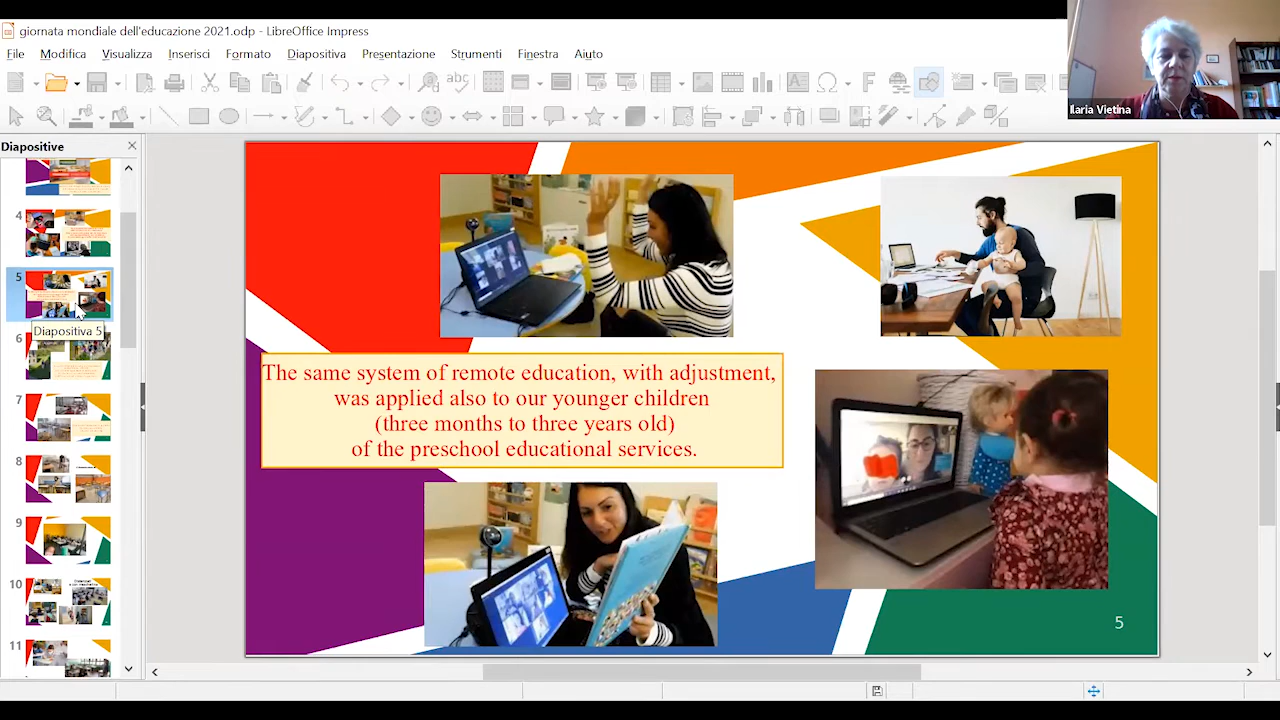 giornata mondiale dell'educazione 2021.odp - LibreOffice Impress
File Modifica Visualizza Inserisci Formato Diapositiva Presentazione Strumenti Finestra Aiuto
Ilaria Vietina
Diapositive
4
5
Diapositiva 5
6
7
8
9
10
11
The same system of remote education, with adjustment,
was applied also to our younger children
(three months to three years old)
of the preschool educational services.
5